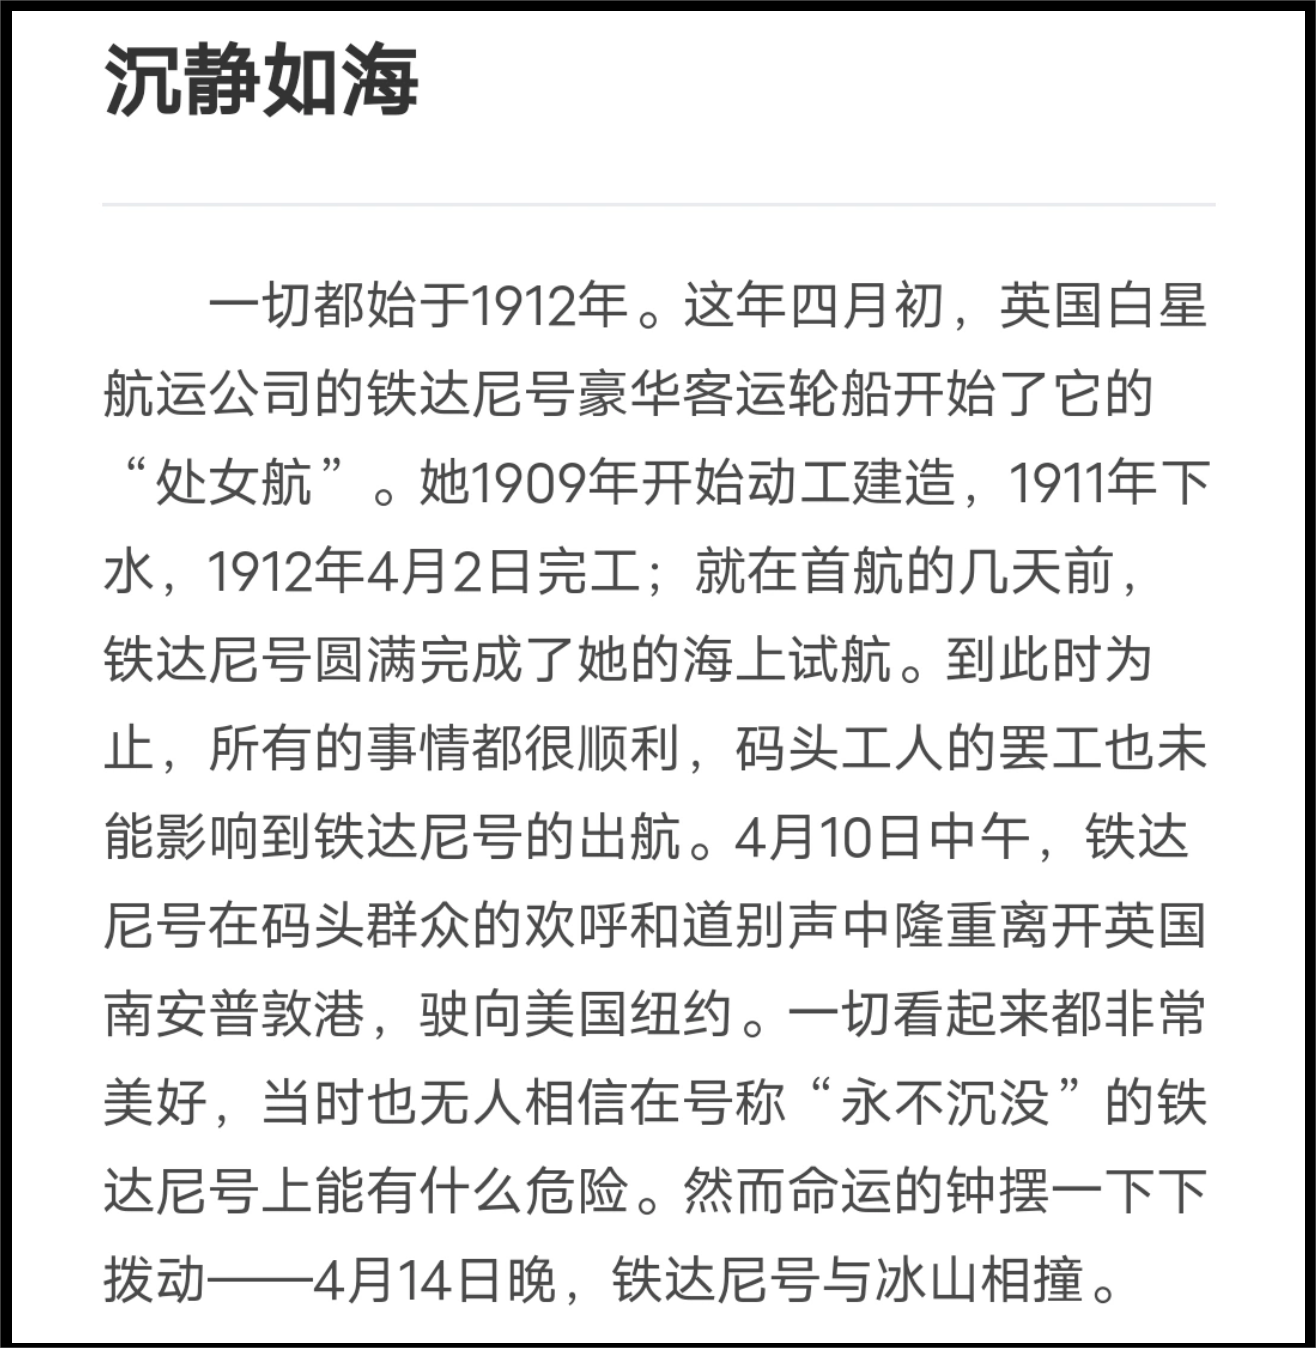 沉静如海
一切都始于1912年。这年四月初，英国白星
航运公司的铁达尼号豪华客运轮船开始了它的
“处女航”。她1909年开始动工建造，1911年下
水，1912年4月2日完工；就在首航的几天前，
铁达尼号圆满完成了她的海上试航。到此时为
止，所有的事情都很顺利，码头工人的罢工也未
能影响到铁达尼号的出航。4月10日中午，铁达
尼号在码头群众的欢呼和道别声中隆重离开英国
南安普敦港，驶向美国纽约。一切看起来都非常
美好，当时也无人相信在号称“永不沉没”的铁
达尼号上能有什么危险。然而命运的钟摆一下下
拨动——4月14日晚，铁达尼号与冰山相撞。